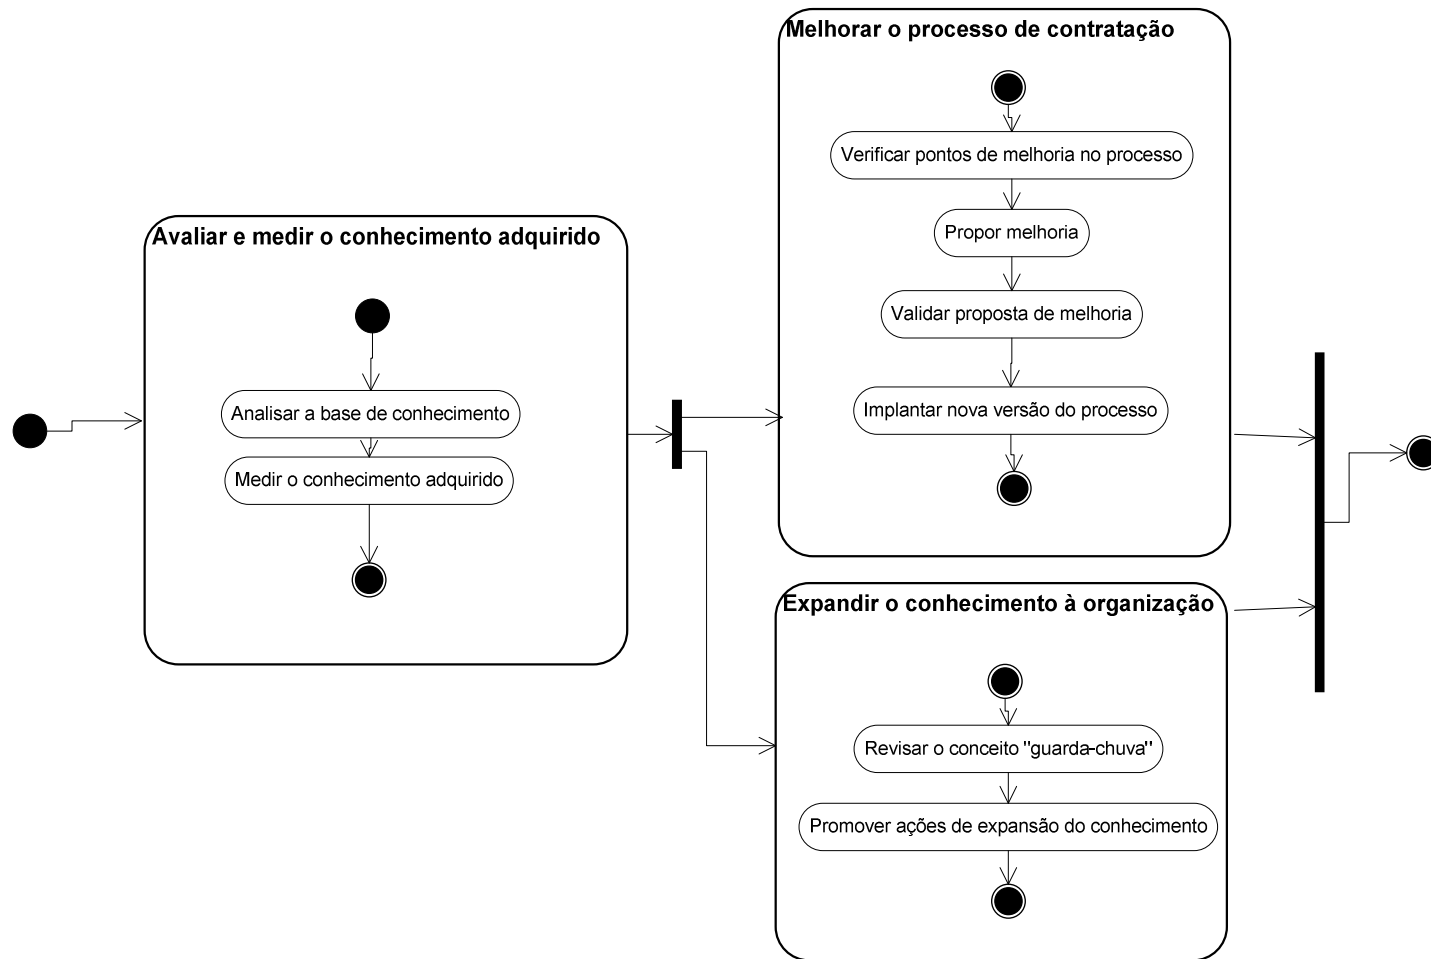 Avaliar e medir o conhecimento adquirido
Analisar a base de conhecimento
Medir o conhecimento adquirido
Melhorar o processo de contratação
Verificar pontos de melhoria no processo
Propor melhoria
Validar proposta de melhoria
Implantar nova versão do processo
Expandir o conhecimento à organização
Revisar o conceito "guarda-chuva"
Promover ações de expansão do conhecimento